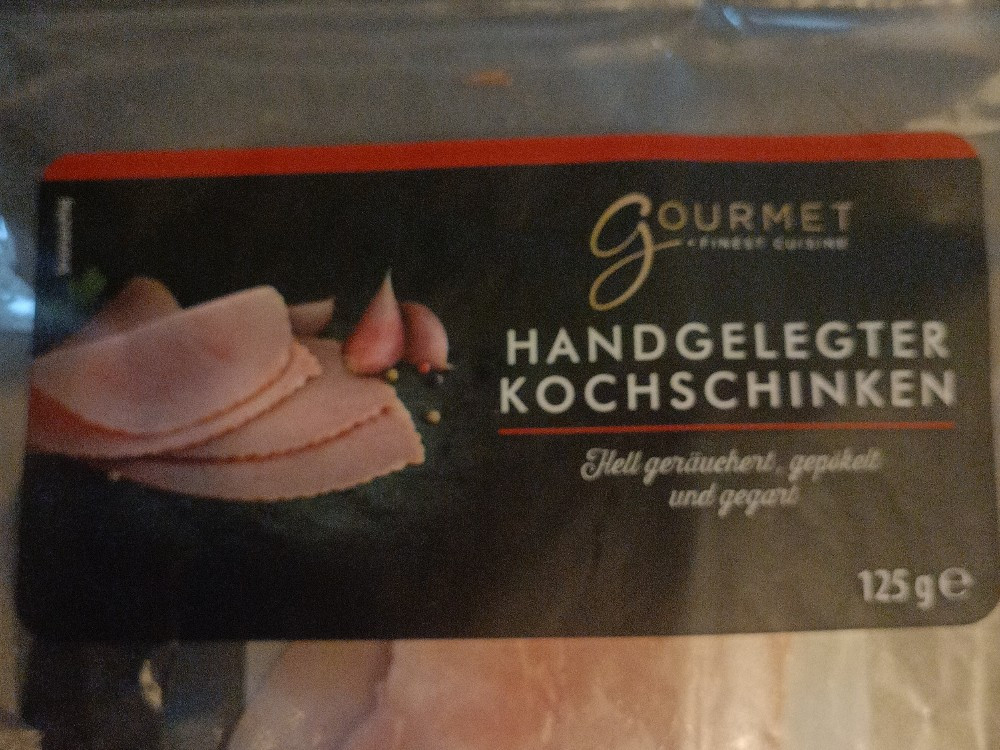 GOURMET
FINEST CUISINE
HANDGELEGTER
KOCHSCHINKEN
Hell geräuchert, gepökelt
und gegart
125 g e